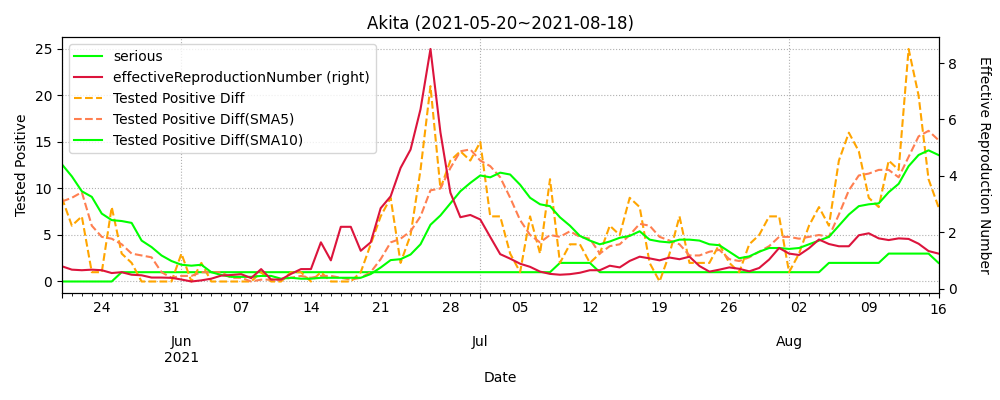 Akita (2021-05-20~2021-08-18)
serious
effectiveReproductionNumber (right)
Tested Positive Diff
Tested Positive Diff(SMA5)
Tested Positive Diff(SMA10)
Tested Positive
25
20
15
10
5
0
8
6
4
2
0
Effective Reproduction Number
24 31 07 14 21 28 05 12 19 26 02 09 16
Jun Jul Aug
2021
Date